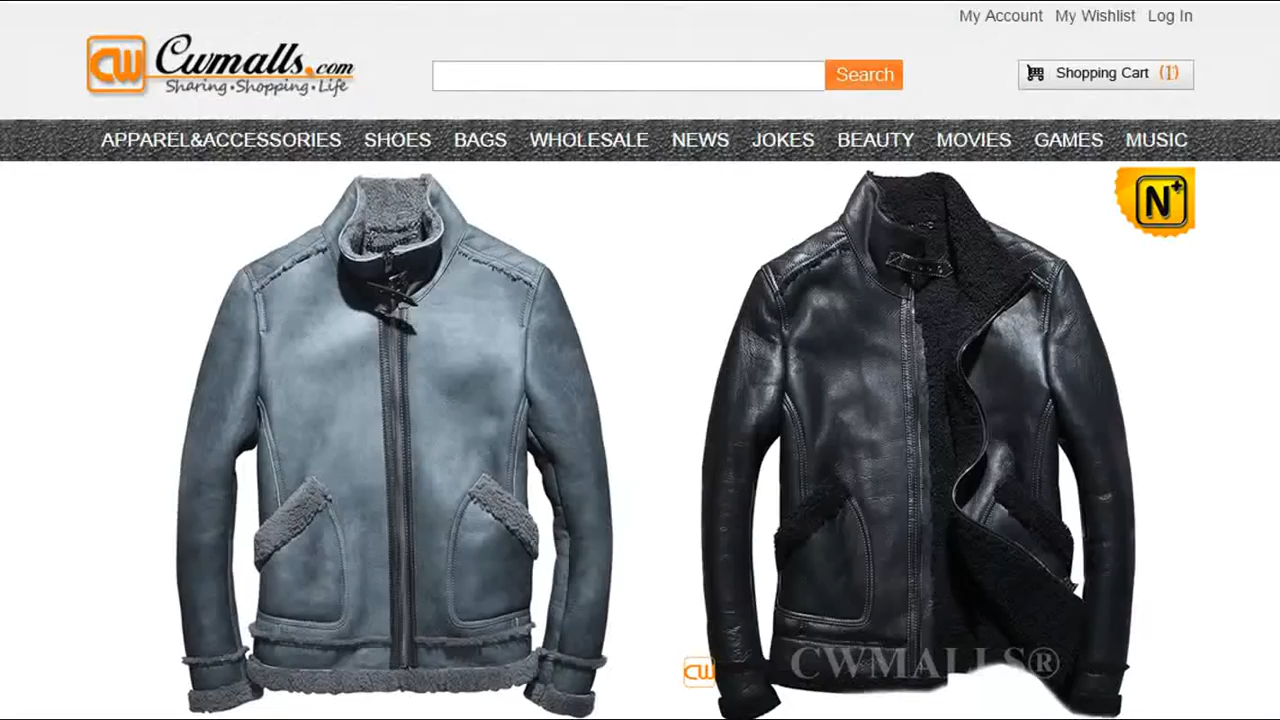 My Account My Wishlist Log In
CW Cwmalls.com
Sharing·Shopping·Life
Search
Shopping Cart (1)
APPAREL&ACCESSORIES SHOES BAGS WHOLESALE NEWS JOKES BEAUTY MOVIES GAMES MUSIC
N+
CW CWMALLS®